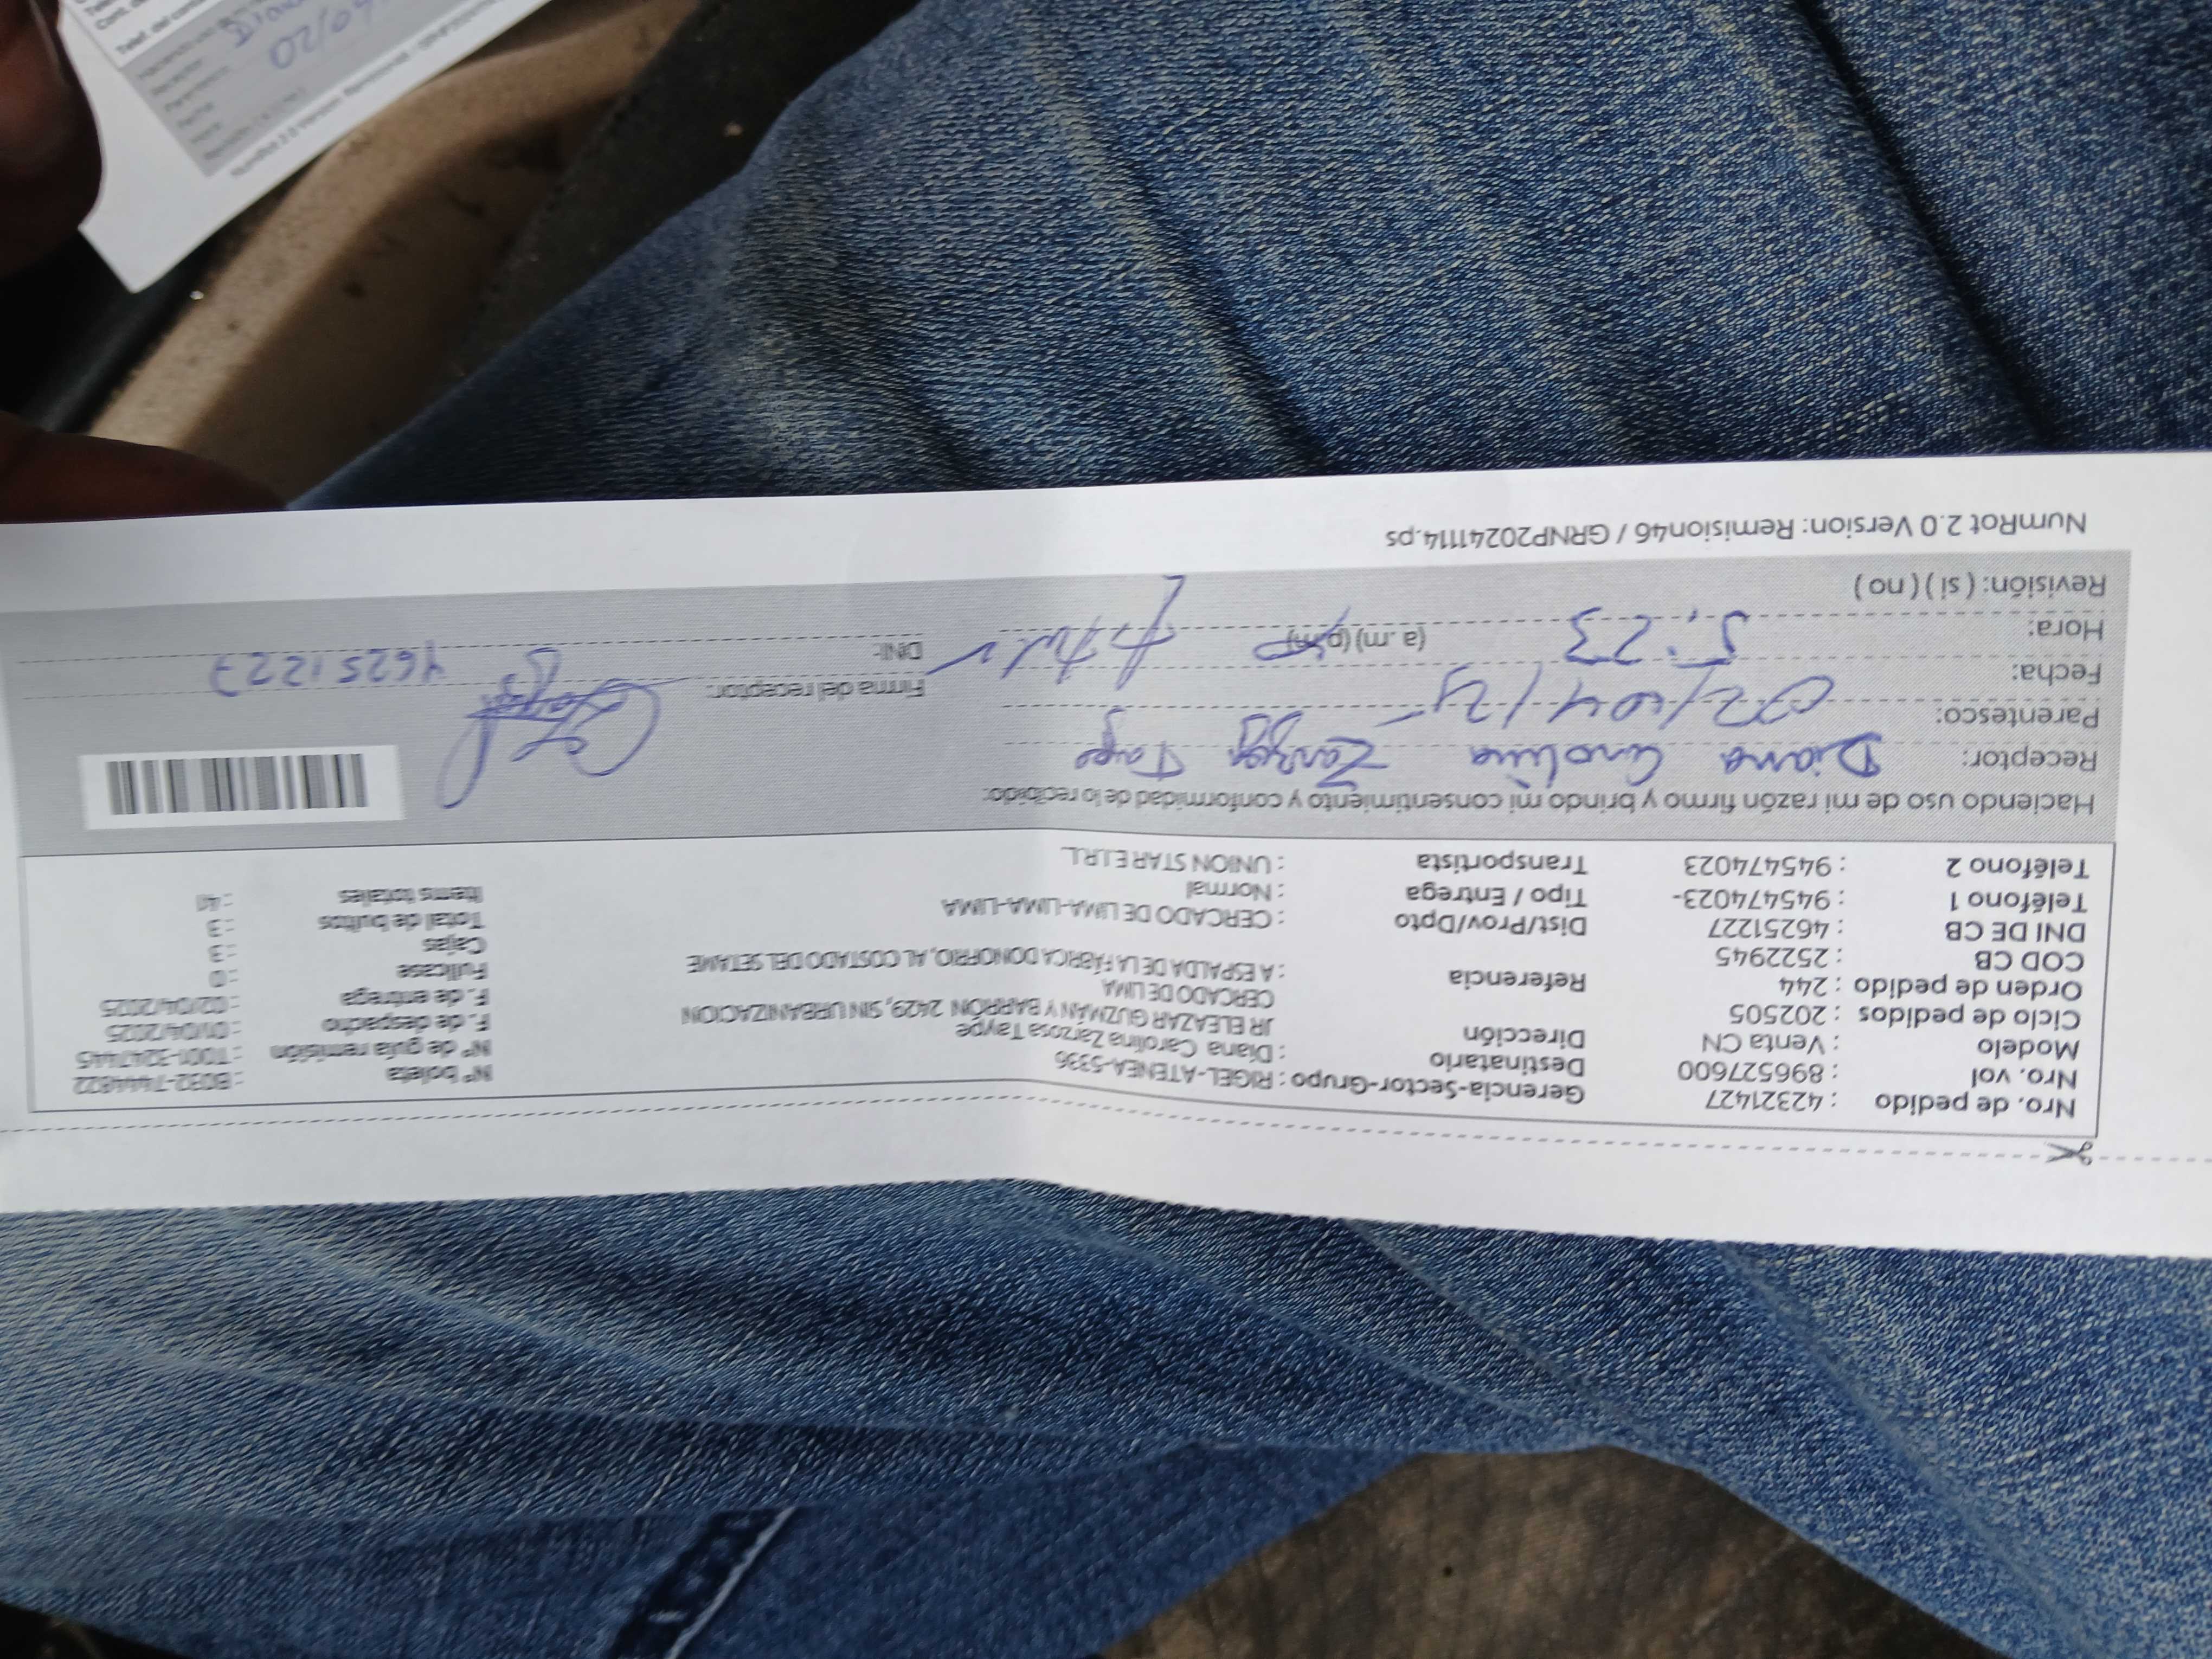 Nro. de pedido : 42321427
Nro. vol : 896527600
Modelo : Venta CN
Ciclo de pedidos : 202505
Orden de pedido : 244
COD CB : 2522945
DNI DE CB : 46251227
Teléfono 1 : 945474023-
Teléfono 2 : 945474023
Gerencia-Sector-Grupo : RIGEL-ATENEA-5336
Destinatario : Diana Carolina Zarzosa Taype
Dirección JR ELEAZAR GUZMAN Y BARRÓN 2429, SIN URBANIZACION
CERCADO DE LIMA
Referencia : A ESPALDA DE LA FÁBRICA DONOFRIO, AL COSTADO DEL SETAME
Dist/Prov/Dpto : CERCADO DE LIMA-LIMA-LIMA
Tipo / Entrega : Normal
Transportista : UNION STAR E.I.R.L.
Nº boleta : B032-7444822
Nº de guía remisión : T001-3247445
F. de despacho : 01/04/2025
F. de entrega : 02/04/2025
Fullcase : 0
Cajas : 3
Total de bultos : 3
Items totales : 41
Haciendo uso de mi razón firmo y brindo mi consentimiento y conformidad de lo recibido:
Receptor: Diana Carolina Zarzosa Taype
Parentesco:
Fecha: 02/04/25
Hora: 5:23 (a.m) (p.m)
Revisión: ( si ) ( no )
Firma del receptor:
DNI: 46251227
NumRot 2.0 Version: Remision46 / GRNP20241114.ps